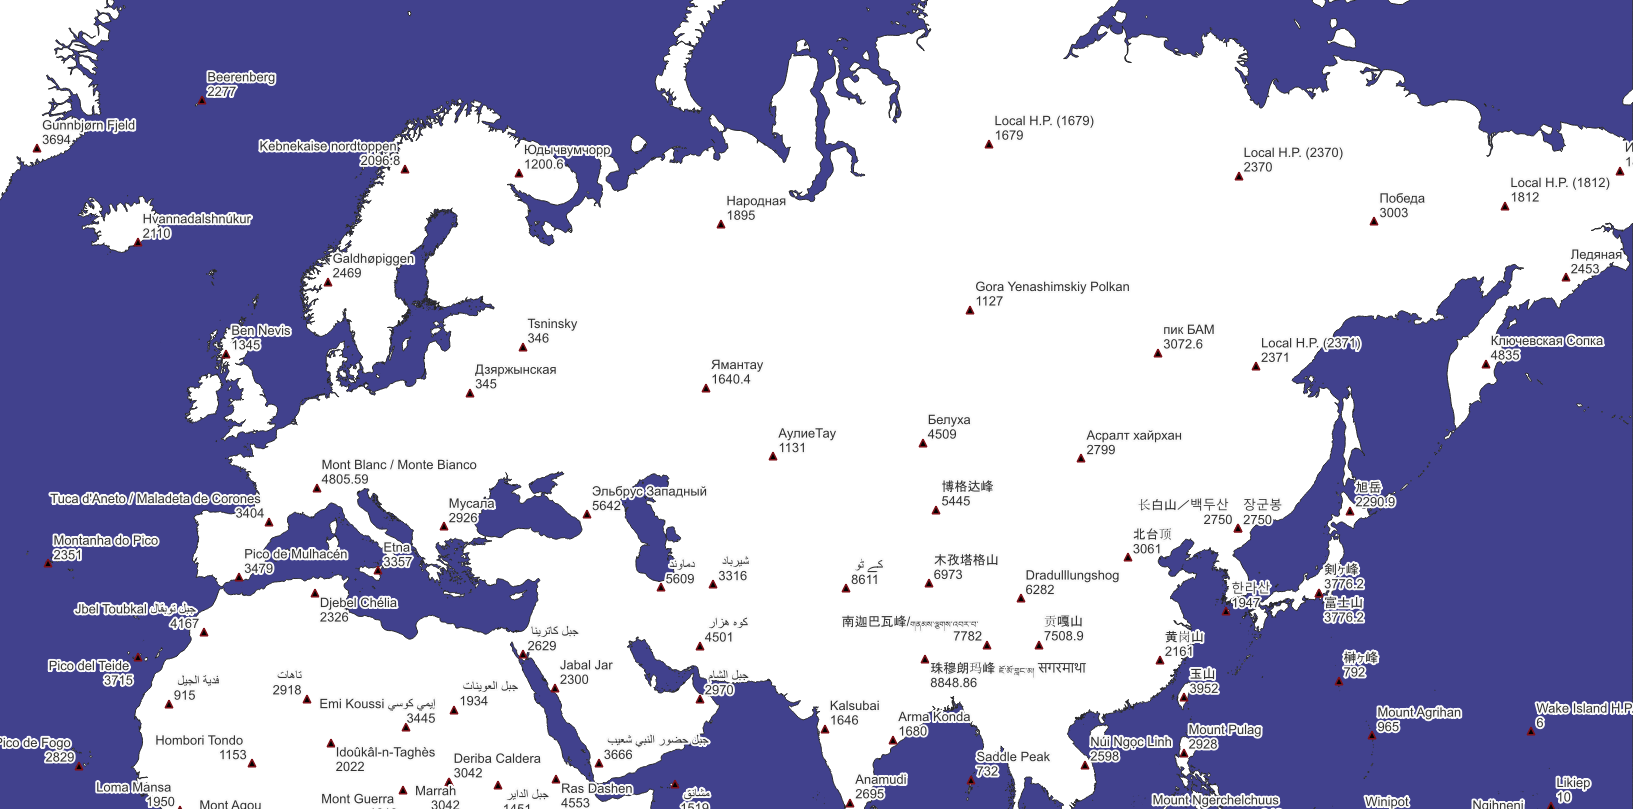 Beerenberg
2277
Gunnbjørn Fjeld
3694
Local H.P. (1679)
1679
Kebnekaise nordtoppen
2096.8
Юдычвумчорр
1200.6
Local H.P. (2370)
2370
Народная
1895
Победа
3003
Local H.P. (1812)
1812
Hvannadalshnúkur
2110
Galdhøpiggen
2469
Ледяная
2453
Gora Yenashimskiy Polkan
1127
Ben Nevis
1345
Tsninsky
346
пик БАМ
3072.6
Local H.P. (2371)
2371
Ключевская Сопка
4835
Дзяржынская
345
Ямантау
1640.4
АулиеТау
1131
Белуха
4509
Асралт хайрхан
2799
Mont Blanc / Monte Bianco
4805.59
Tuca d'Aneto / Maladeta de Corones
3404
Мусала
2926
Эльбрус Западный
5642
博格达峰
5445
长白山／백두산
2750
장군봉
2750
旭岳
2290.9
Montanha do Pico
2351
Pico de Mulhacén
3479
Etna
3357
دماوند
5609
شیرباد
3316
کے ٹو
8611
木孜塔格山
6973
北台顶
3061
Dradulllungshog
6282
剣ヶ峰
3776.2
富士山
3776.2
한라산
1947
Djebel Chélia
2326
Jbel Toubkal جبل توبقال
4167
جبل كاترينا
2629
کوه هزار
4501
南迦巴瓦峰/གནམས་ལྕགས་འབར་བ་
7782
贡嘎山
7508.9
黄岗山
2161
珠穆朗玛峰 ཇོ་མོ་གླང་མ། सगरमाथा
8848.86
Pico del Teide
3715
فدية الجبل
915
تاهات
2918
Jabal Jar
2300
جبل الشام
2970
玉山
3952
榊ヶ峰
792
Emi Koussi إيمي كوسي
3445
جبل العوينات
1934
Kalsubai
1646
Arma Konda
1680
Mount Agrihan
965
Wake Island H.P.
6
Pico de Fogo
2829
Hombori Tondo
1153
Idoûkâl-n-Taghès
2022
جبل حضور النبي شعيب
3666
Saddle Peak
732
Núi Ngọc Linh
2598
Mount Pulag
2928
Deriba Caldera
3042
Loma Mansa
1950
Mont Agou
Mont Guerra
Marrah
3042
جبل الداير
1451
Ras Dashen
4553
مشانق
1519
Anamudi
2695
Mount Ngerchelchuus
Winipot
Ngihneni
Likiep
10